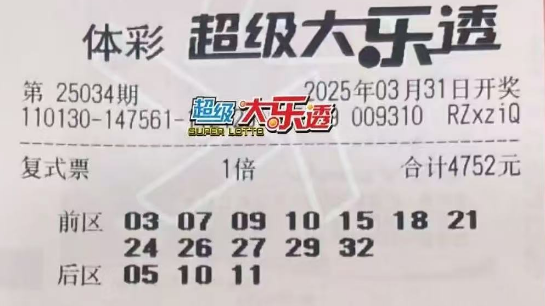 体彩 超级大乐透
第 25034期 2025年03月31日开奖
110130-147561- 009310 RZxziQ
超级大乐透
SUPER LOTTO
复式票 1倍 合计4752元
前区 03 07 09 10 15 18 21
24 26 27 29 32
后区 05 10 11